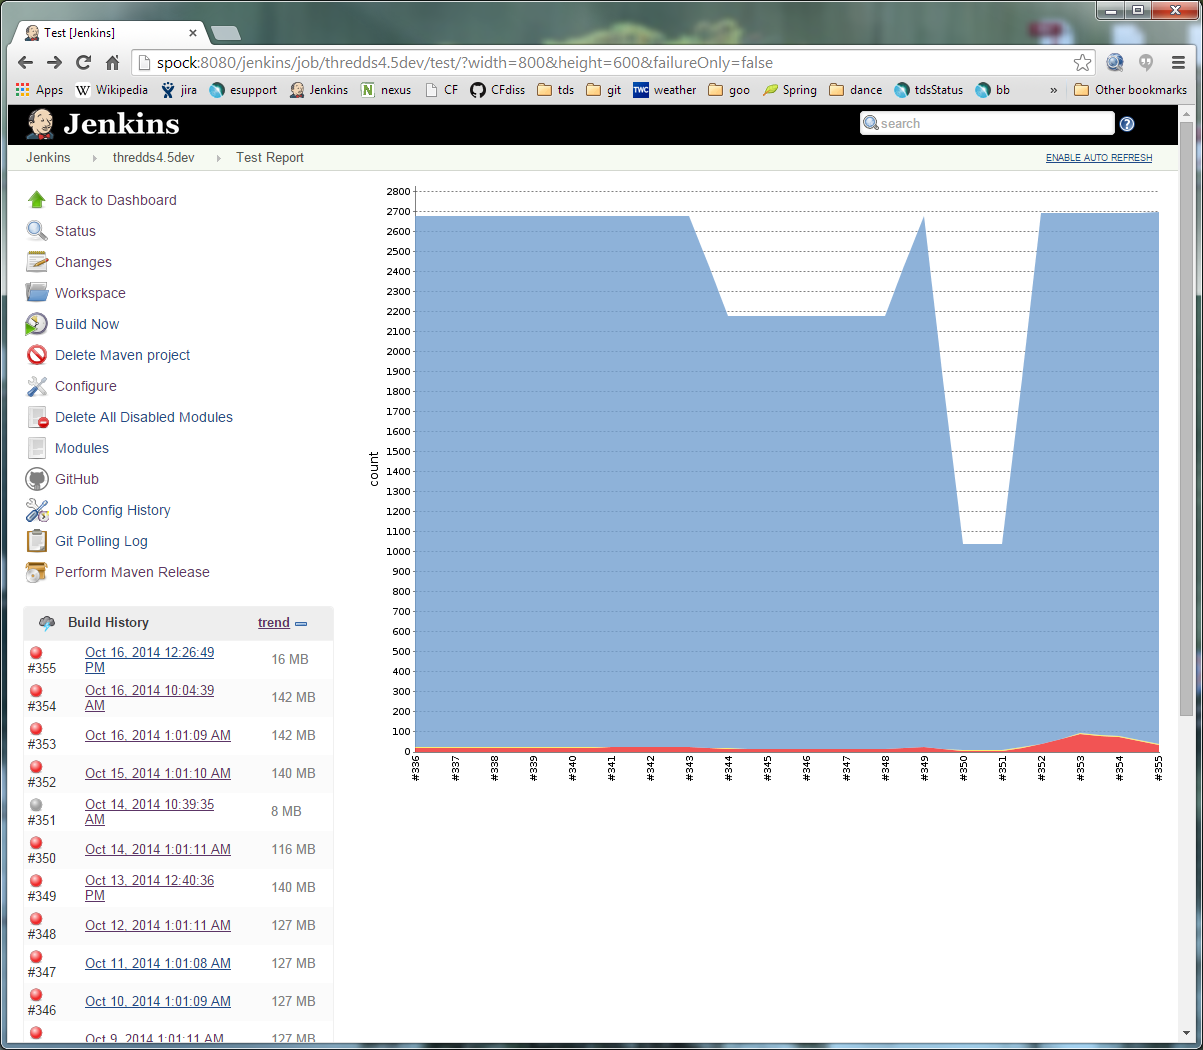 Test [Jenkins]
spock:8080/jenkins/job/thredds4.5dev/test/?width=800&height=600&failureOnly=false
Apps W Wikipedia jira esupport Jenkins N nexus CF CFdiss tds git TWC weather goo Spring dance tdsStatus bb » Other bookmarks
Jenkins search ?
Jenkins thredds4.5dev Test Report ENABLE AUTO REFRESH
Back to Dashboard
Status
Changes
Workspace
Build Now
Delete Maven project
Configure
Delete All Disabled Modules
Modules
GitHub
Job Config History
Git Polling Log
Perform Maven Release
Build History trend
#355 Oct 16, 2014 12:26:49 PM 16 MB
#354 Oct 16, 2014 10:04:39 AM 142 MB
#353 Oct 16, 2014 1:01:09 AM 142 MB
#352 Oct 15, 2014 1:01:10 AM 140 MB
#351 Oct 14, 2014 10:39:35 AM 8 MB
#350 Oct 14, 2014 1:01:11 AM 116 MB
#349 Oct 13, 2014 12:40:36 PM 140 MB
#348 Oct 12, 2014 1:01:11 AM 127 MB
#347 Oct 11, 2014 1:01:08 AM 127 MB
#346 Oct 10, 2014 1:01:09 AM 127 MB
Oct 9, 2014 1:01:11 AM 127 MB
count
2800
2700
2600
2500
2400
2300
2200
2100
2000
1900
1800
1700
1600
1500
1400
1300
1200
1100
1000
900
800
700
600
500
400
300
200
100
0
#336 #337 #338 #339 #340 #341 #342 #343 #344 #345 #346 #347 #348 #349 #350 #351 #352 #353 #354 #355